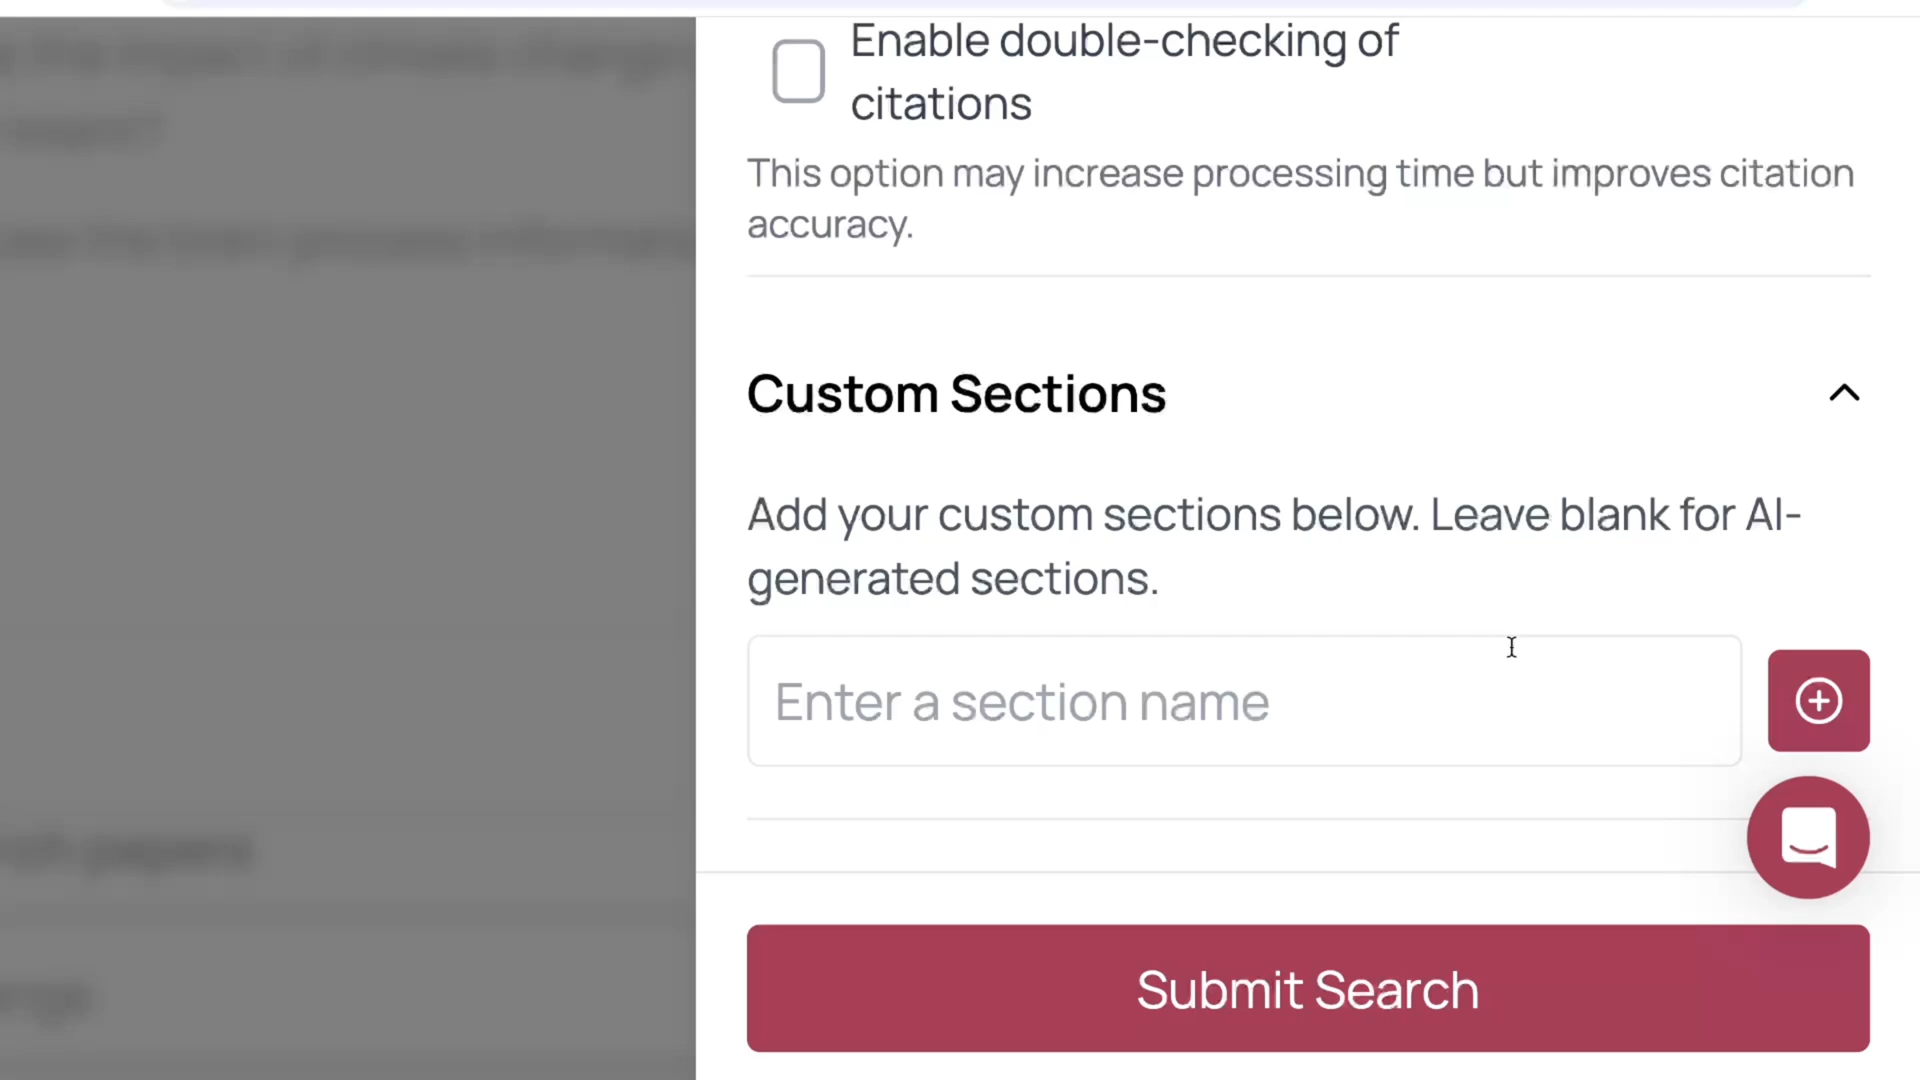 Enable double-checking of
citations
This option may increase processing time but improves citation
accuracy.
Custom Sections
Add your custom sections below. Leave blank for AI-
generated sections.
Enter a section name
Submit Search